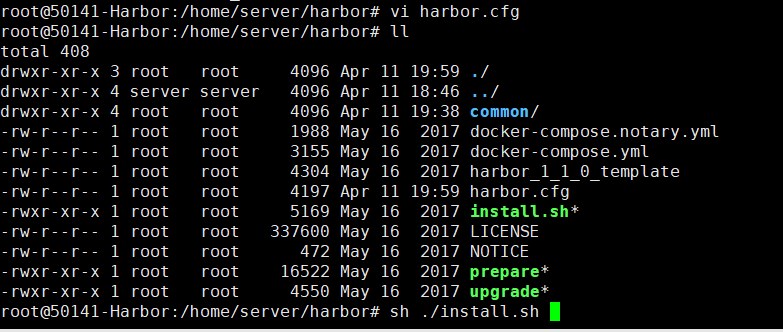 root@50141-Harbor:/home/server/harbor# vi harbor.cfg
root@50141-Harbor:/home/server/harbor# ll
total 408
drwxr-xr-x 3 root   root     4096 Apr 11 19:59 ./
drwxr-xr-x 4 server server   4096 Apr 11 18:46 ../
drwxr-xr-x 4 root   root     4096 Apr 11 19:38 common/
-rw-r--r-- 1 root   root     1988 May 16  2017 docker-compose.notary.yml
-rw-r--r-- 1 root   root     3155 May 16  2017 docker-compose.yml
-rw-r--r-- 1 root   root     4304 May 16  2017 harbor_1_1_0_template
-rw-r--r-- 1 root   root     4197 Apr 11 19:59 harbor.cfg
-rwxr-xr-x 1 root   root     5169 May 16  2017 install.sh*
-rw-r--r-- 1 root   root   337600 May 16  2017 LICENSE
-rw-r--r-- 1 root   root      472 May 16  2017 NOTICE
-rwxr-xr-x 1 root   root    16522 May 16  2017 prepare*
-rwxr-xr-x 1 root   root     4550 May 16  2017 upgrade*
root@50141-Harbor:/home/server/harbor# sh ./install.sh